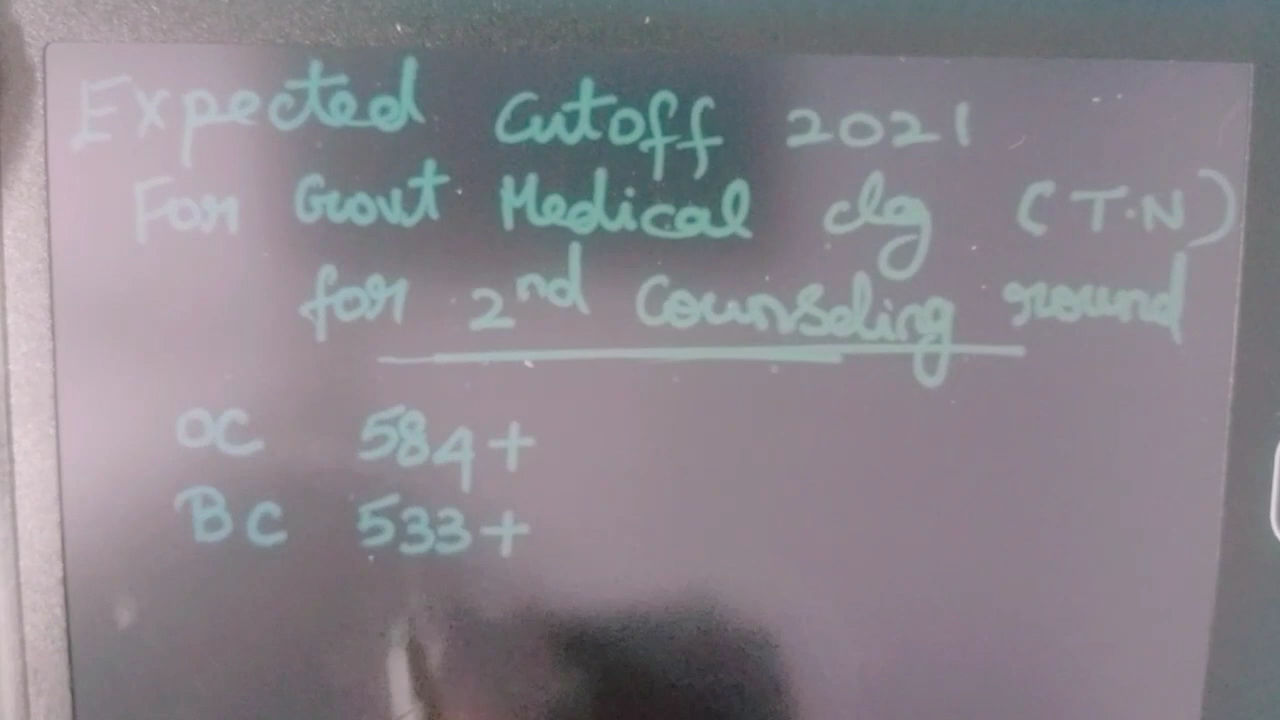 Expected Cutoff 2021
For Govt Medical clg (T.N)
for 2nd Counseling round
OC 584+
BC 533+